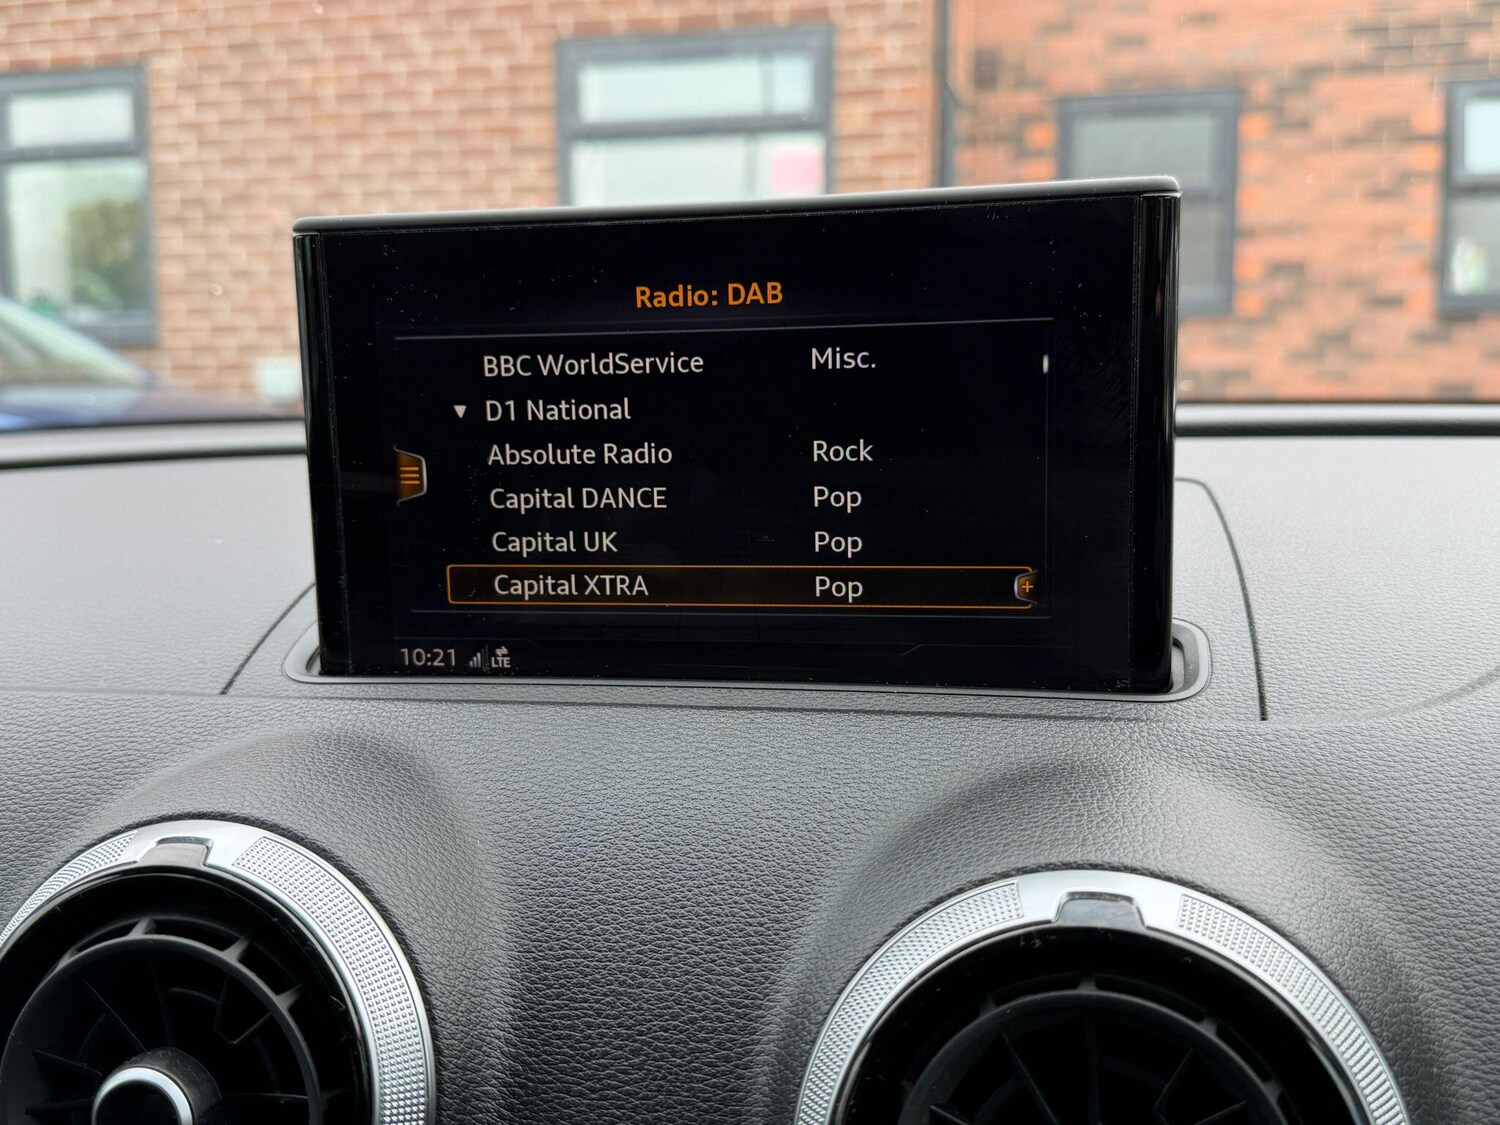 Radio: DAB
BBC WorldService Misc.
▼ D1 National
Absolute Radio Rock
Capital DANCE Pop
Capital UK Pop
Capital XTRA Pop +
10:21 LTE